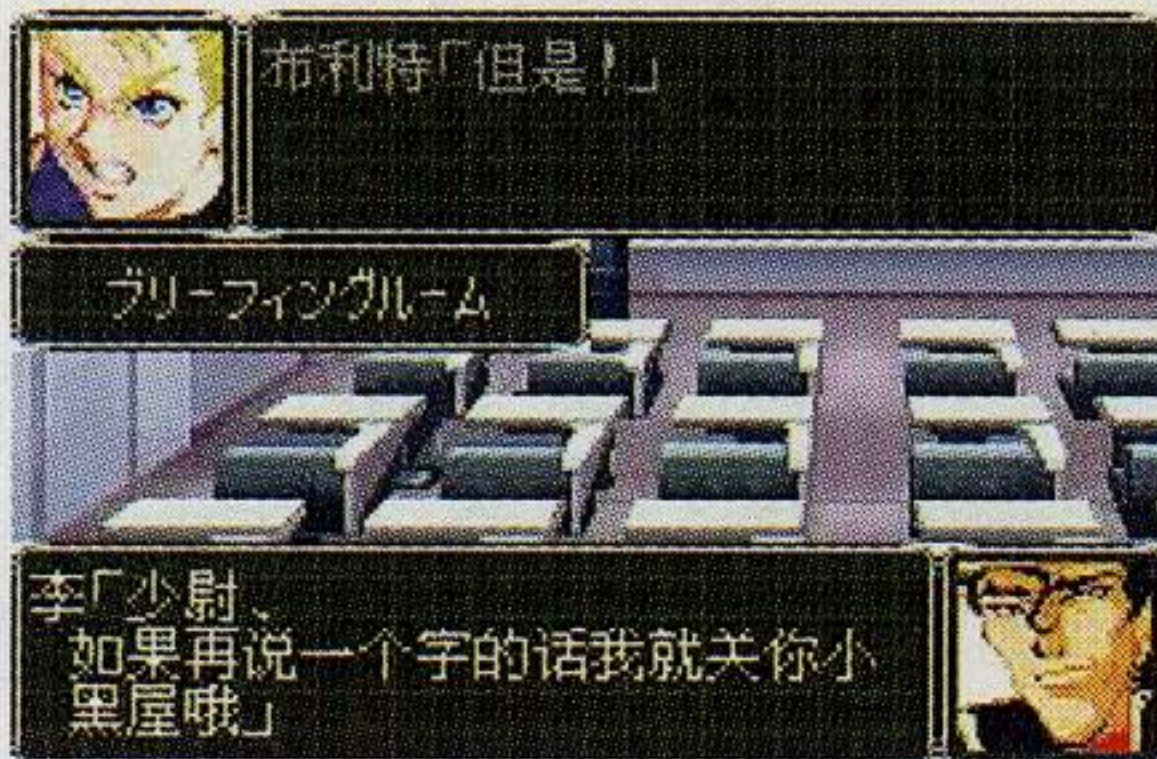 布利特「但是！」
ブリーフィングルーム
李「少尉、
如果再说一个字的话我就关你小
黑屋哦」